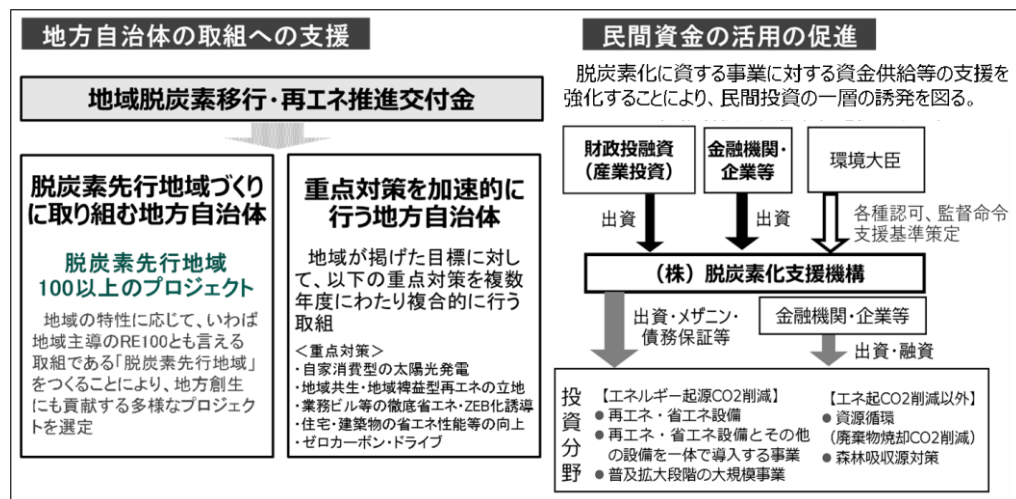 地方自治体の取組への支援
地域脱炭素移行・再エネ推進交付金
脱炭素先行地域づくり
に取り組む地方自治体
脱炭素先行地域
100以上のプロジェクト
地域の特性に応じて、いわば
地域主導のRE100とも言える
取組である「脱炭素先行地域」
をつくることにより、地方創生
にも貢献する多様なプロジェク
トを選定
重点対策を加速的に
行う地方自治体
地域が掲げた目標に対し
て、以下の重点対策を複数
年度にわたり複合的に行う
取組
＜重点対策＞
・自家消費型の太陽光発電
・地域共生・地域裨益型再エネの立地
・業務ビル等の徹底省エネ・ZEB化誘導
・住宅・建築物の省エネ性能等の向上
・ゼロカーボン・ドライブ
民間資金の活用の促進
脱炭素化に資する事業に対する資金供給等の支援を
強化することにより、民間投資の一層の誘発を図る。
財政投融資
（産業投資）
金融機関・
企業等
環境大臣
出資
出資
各種認可、監督命令
支援基準策定
（株）脱炭素化支援機構
出資・メザニン・
債務保証等
金融機関・企業等
出資・融資
投資分野
【エネルギー起源CO2削減】
● 再エネ・省エネ設備
● 再エネ・省エネ設備とその他
の設備を一体で導入する事業
● 普及拡大段階の大規模事業
【エネ起CO2削減以外】
● 資源循環
（廃棄物焼却CO2削減）
● 森林吸収源対策